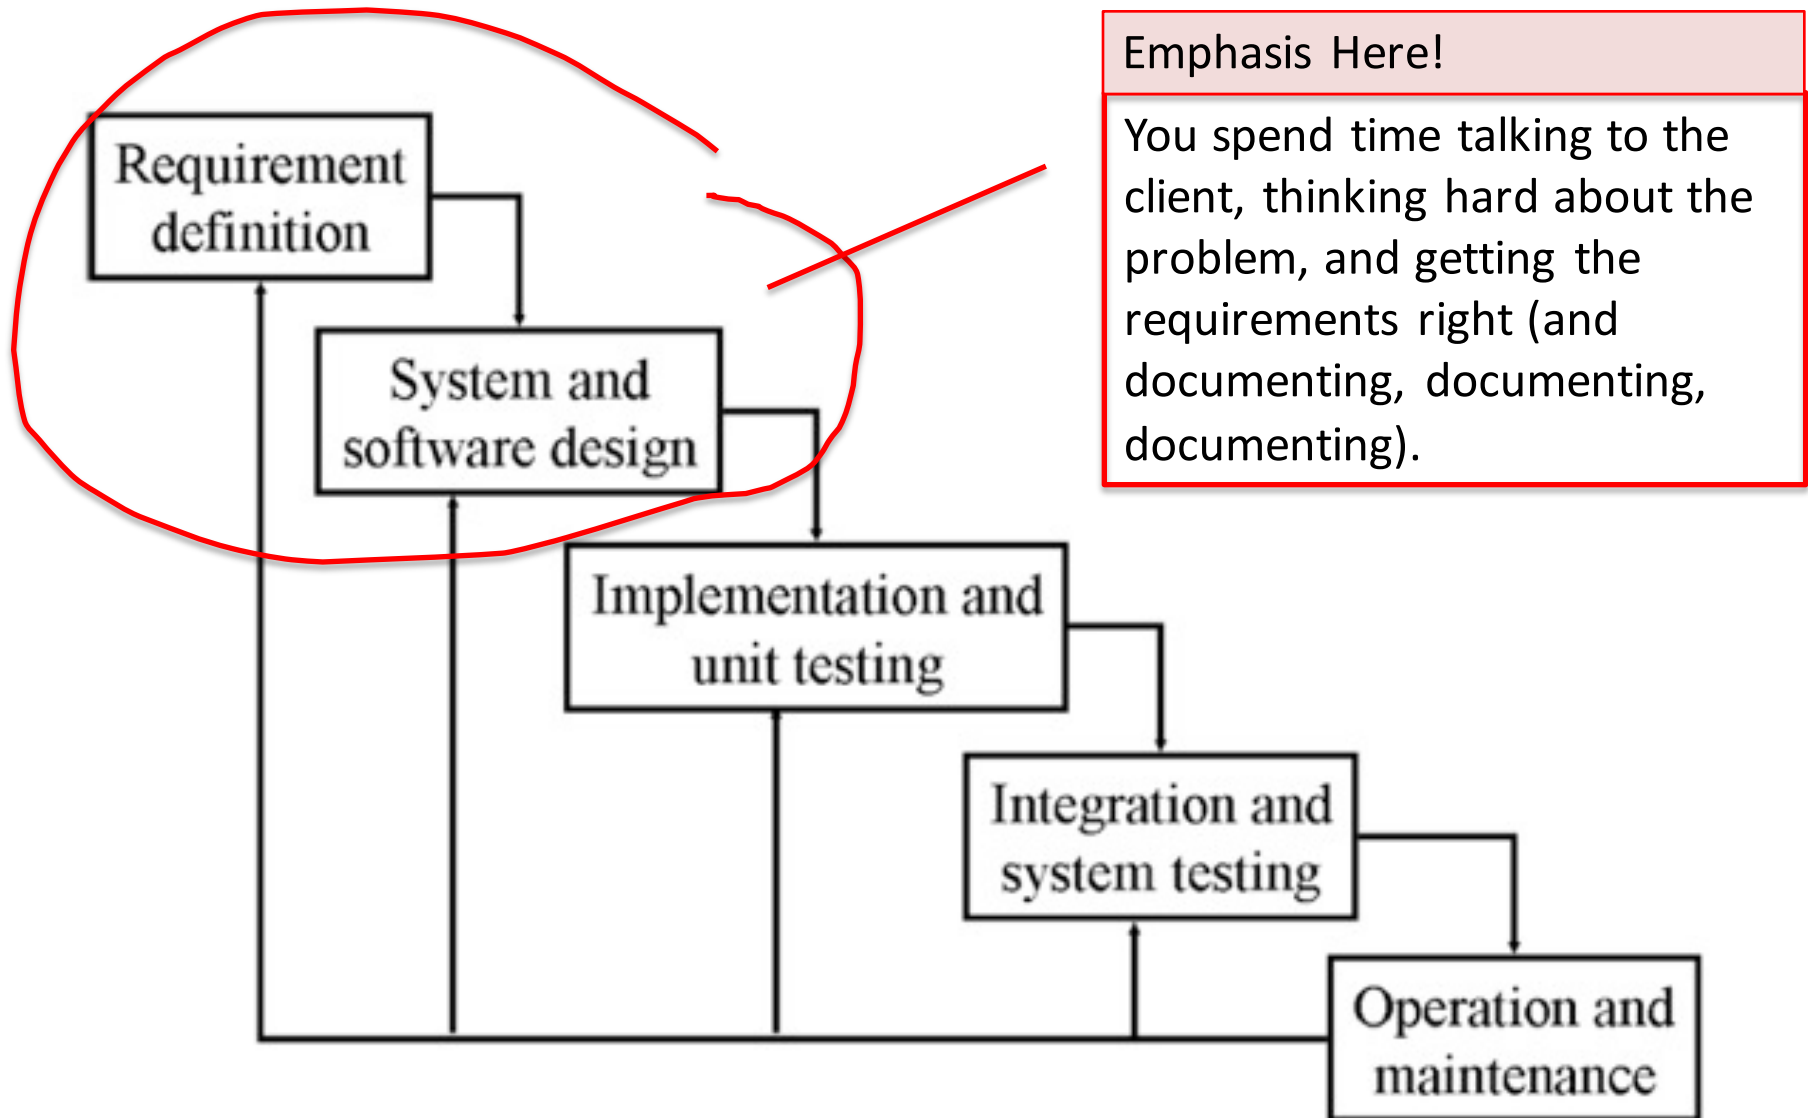 Emphasis Here!
You spend time talking to the
client, thinking hard about the
problem, and getting the
requirements right (and
documenting, documenting,
documenting).
Requirement
definition
System and
software design
Implementation and
unit testing
Integration and
system testing
Operation and
maintenance